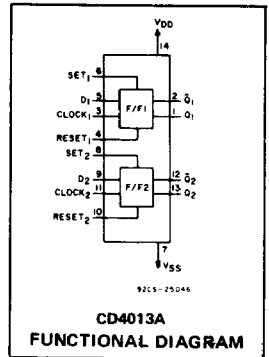 VDD
14
6
SET1
5
D1
2 Q̅1
3
CLOCK1
F/F1
1 Q1
4
RESET1
8
SET2
9
D2
12 Q̅2
11
CLOCK2
F/F2
13 Q2
10
RESET2
7
VSS
92CS-25046
CD4013A
FUNCTIONAL DIAGRAM